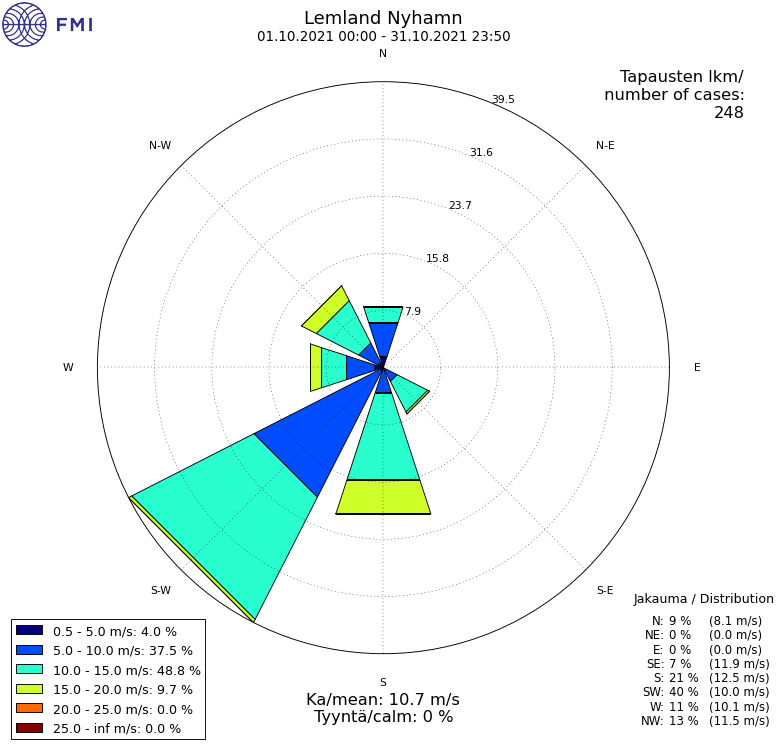 FMI
Lemland Nyhamn
01.10.2021 00:00 - 31.10.2021 23:50
Tapausten lkm/
number of cases:
248
N
39.5
N-W
N-E
31.6
23.7
15.8
7.9
W
E
S-W
S-E
S
0.5 - 5.0 m/s: 4.0 %
5.0 - 10.0 m/s: 37.5 %
10.0 - 15.0 m/s: 48.8 %
15.0 - 20.0 m/s: 9.7 %
20.0 - 25.0 m/s: 0.0 %
25.0 - inf m/s: 0.0 %
Ka/mean: 10.7 m/s
Tyyntä/calm: 0 %
Jakauma / Distribution
N: 9 % (8.1 m/s)
NE: 0 % (0.0 m/s)
E: 0 % (0.0 m/s)
SE: 7 % (11.9 m/s)
S: 21 % (12.5 m/s)
SW: 40 % (10.0 m/s)
W: 11 % (10.1 m/s)
NW: 13 % (11.5 m/s)